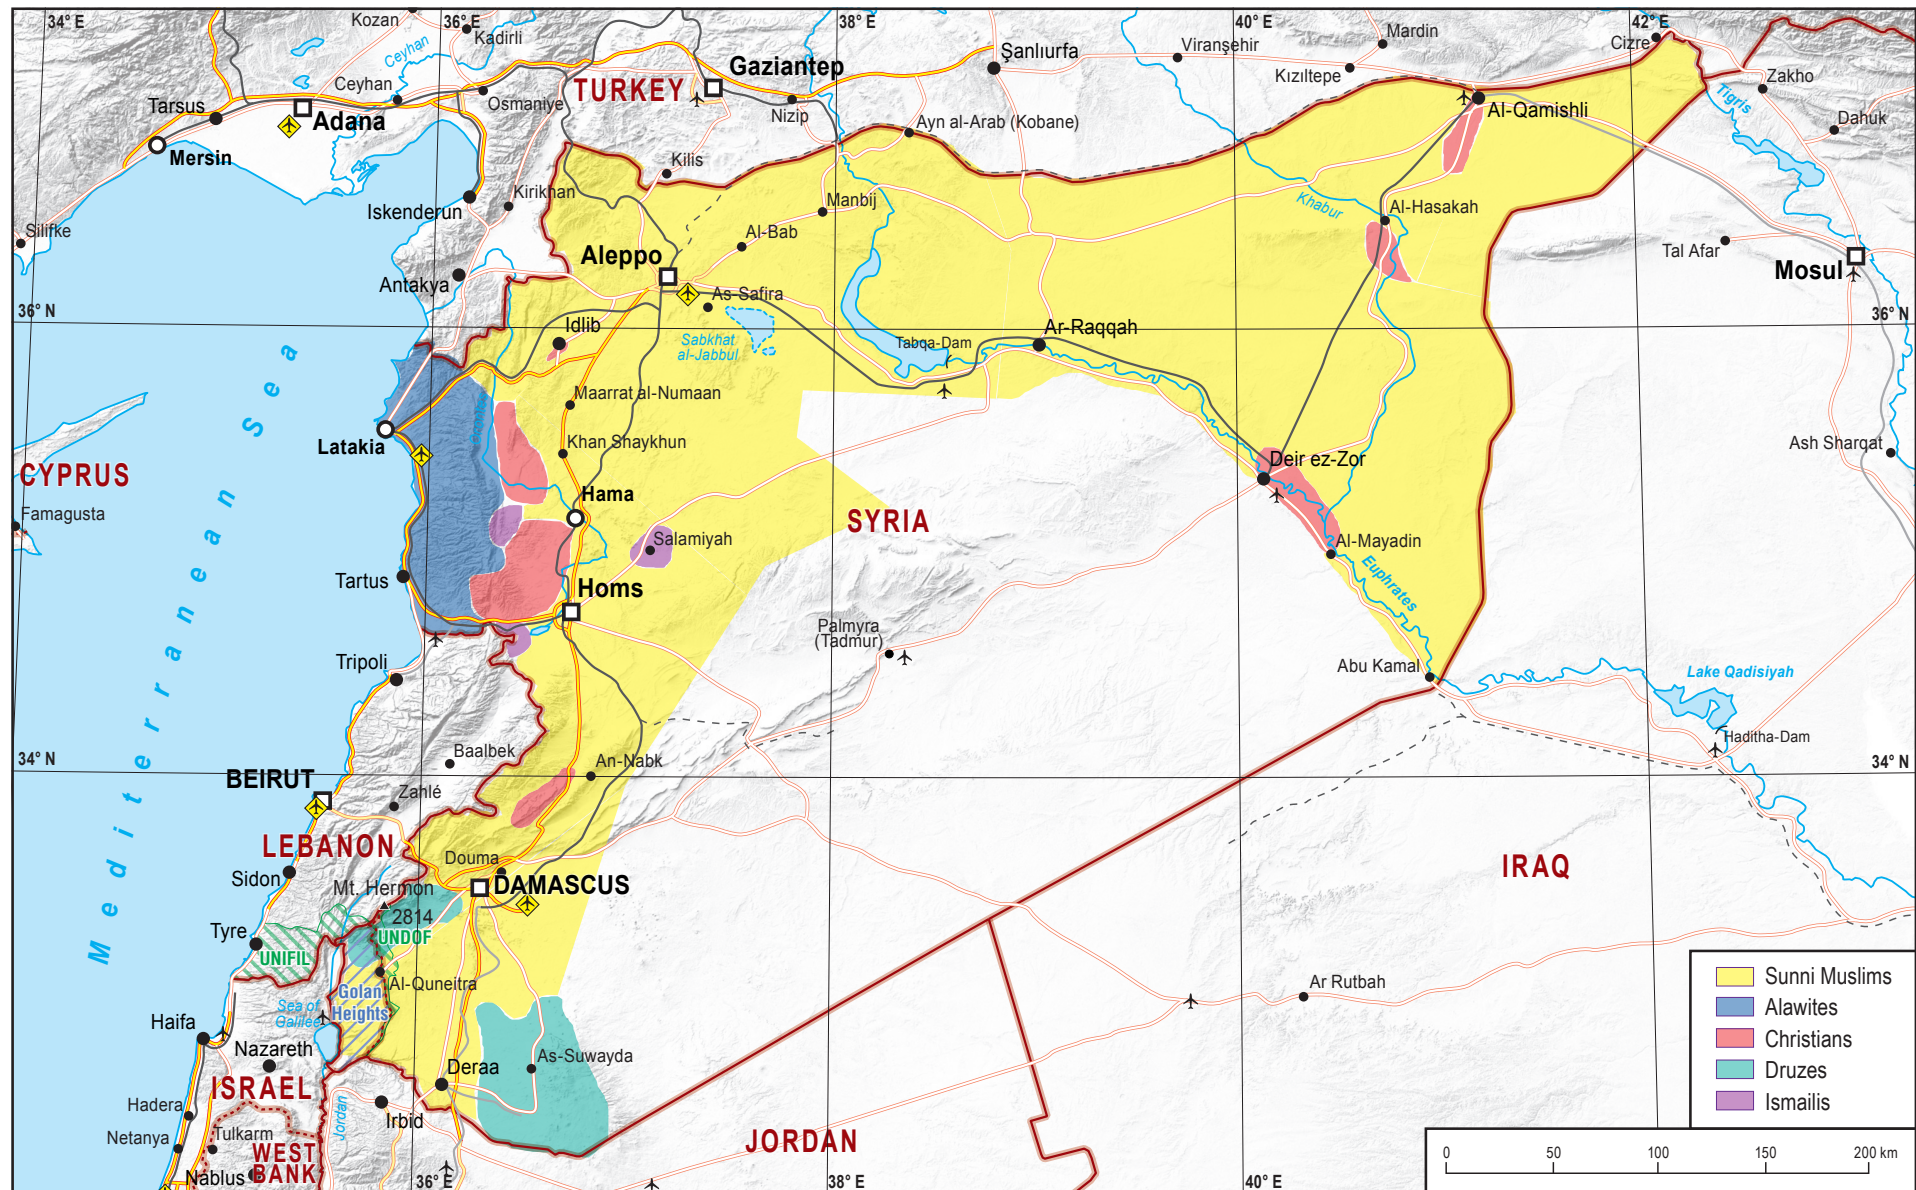 34° E
36° E
38° E
40° E
42° E
Kozan
Kadirli
Ceyhan
Ceyhan
Osmaniye
Tarsus
Adana
Mersin
TURKEY
Gaziantep
Nizip
Şanlıurfa
Viranşehir
Mardin
Kızıltepe
Cizre
Zakho
Tigris
Dahuk
Al-Qamishli
Ayn al-Arab (Kobane)
Kilis
Kirikhan
Iskenderun
Silifke
Antakya
Manbij
Al-Bab
Aleppo
As-Safira
Khabur
Al-Hasakah
Tal Afar
Mosul
36° N
36° N
Idlib
Sabkhat
al-Jabbul
Tabqa-Dam
Ar-Raqqah
Maarrat al-Numaan
Khan Shaykhun
Latakia
Hama
Deir ez-Zor
Ash Sharqat
CYPRUS
Famagusta
Mediterranean Sea
SYRIA
Salamiyah
Al-Mayadin
Tartus
Homs
Euphrates
Palmyra
(Tadmur)
Tripoli
Abu Kamal
Lake Qadisiyah
Haditha-Dam
34° N
34° N
Baalbek
An-Nabk
BEIRUT
Zahlé
LEBANON
Douma
Sidon
Mt. Hermon
DAMASCUS
2814
IRAQ
Tyre
UNIFIL
UNDOF
Al-Quneitra
Golan
Heights
Sea of
Galilee
Ar Rutbah
Haifa
Nazareth
As-Suwayda
Deraa
ISRAEL
Hadera
Jordan
Irbid
Netanya
Tulkarm
WEST
BANK
Nablus
JORDAN
36° E
38° E
40° E
Sunni Muslims
Alawites
Christians
Druzes
Ismailis
0 50 100 150 200 km